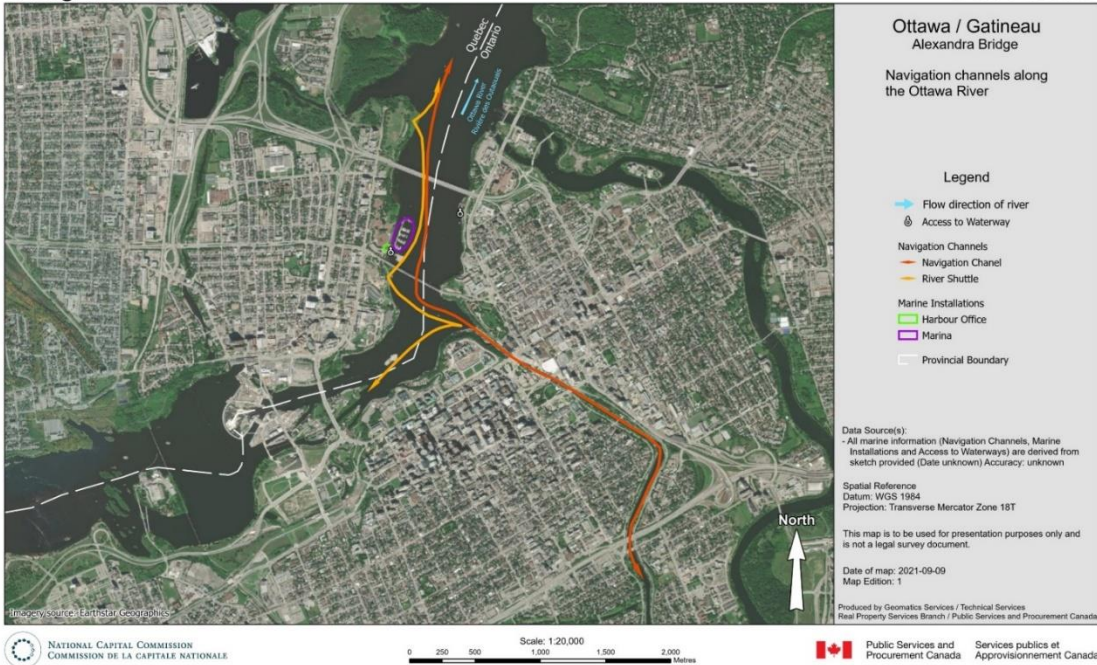 Quebec
Ontario
Ottawa River
Rivière des Outaouais
Imagery source: Earthstar Geographics
Ottawa / Gatineau
Alexandra Bridge
Navigation channels along
the Ottawa River
Legend
Flow direction of river
Access to Waterway
Navigation Channels
Navigation Chanel
River Shuttle
Marine Installations
Harbour Office
Marina
Provincial Boundary
Data Source(s):
- All marine information (Navigation Channels, Marine
Installations and Access to Waterways) are derived from
sketch provided (Date unknown) Accuracy: unknown
Spatial Reference
Datum: WGS 1984
Projection: Transverse Mercator Zone 18T
North
This map is to be used for presentation purposes only and
is not a legal survey document.
Date of map: 2021-09-09
Map Edition: 1
Produced by Geomatics Services / Technical Services
Real Property Services Branch / Public Services and Procurement Canada
NATIONAL CAPITAL COMMISSION
COMMISSION DE LA CAPITALE NATIONALE
Scale: 1:20,000
0 250 500 1,000 1,500 2,000
Metres
Public Services and
Procurement Canada
Services publics et
Approvisionnement Canada